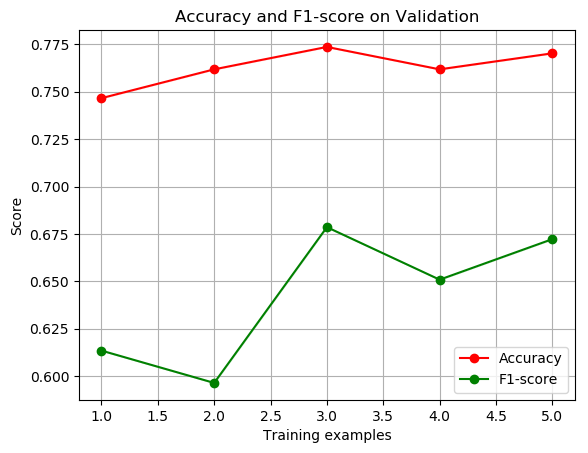 Accuracy and F1-score on Validation
0.775
0.750
0.725
0.700
0.675
0.650
0.625
0.600
Score
1.0 1.5 2.0 2.5 3.0 3.5 4.0 4.5 5.0
Training examples
Accuracy
F1-score